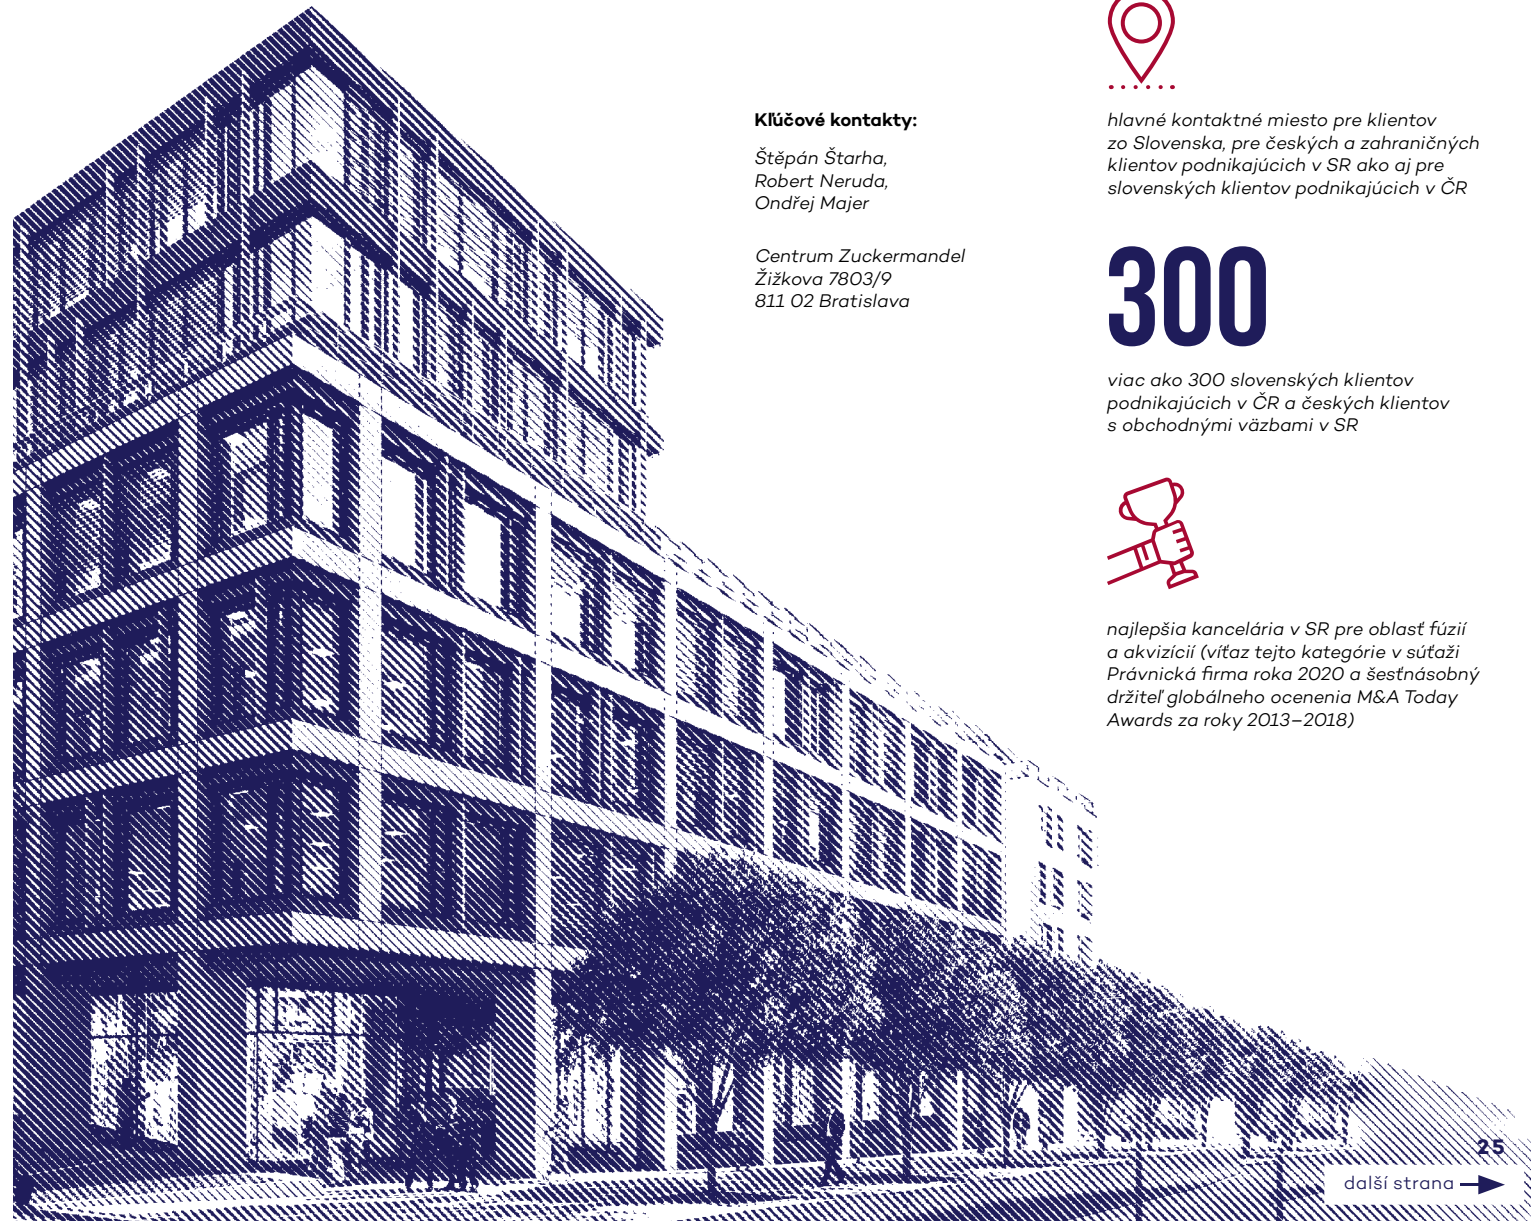 Kľúčové kontakty:
Štěpán Štarha,
Robert Neruda,
Ondřej Majer
Centrum Zuckermandel
Žižkova 7803/9
811 02 Bratislava
hlavné kontaktné miesto pre klientov
zo Slovenska, pre českých a zahraničných
klientov podnikajúcich v SR ako aj pre
slovenských klientov podnikajúcich v ČR
300
viac ako 300 slovenských klientov
podnikajúcich v ČR a českých klientov
s obchodnými väzbami v SR
najlepšia kancelária v SR pre oblasť fúzií
a akvizícií (víťaz tejto kategórie v súťaži
Právnická firma roka 2020 a šesťnásobný
držiteľ globálneho ocenenia M&A Today
Awards za roky 2013–2018)
25
další strana